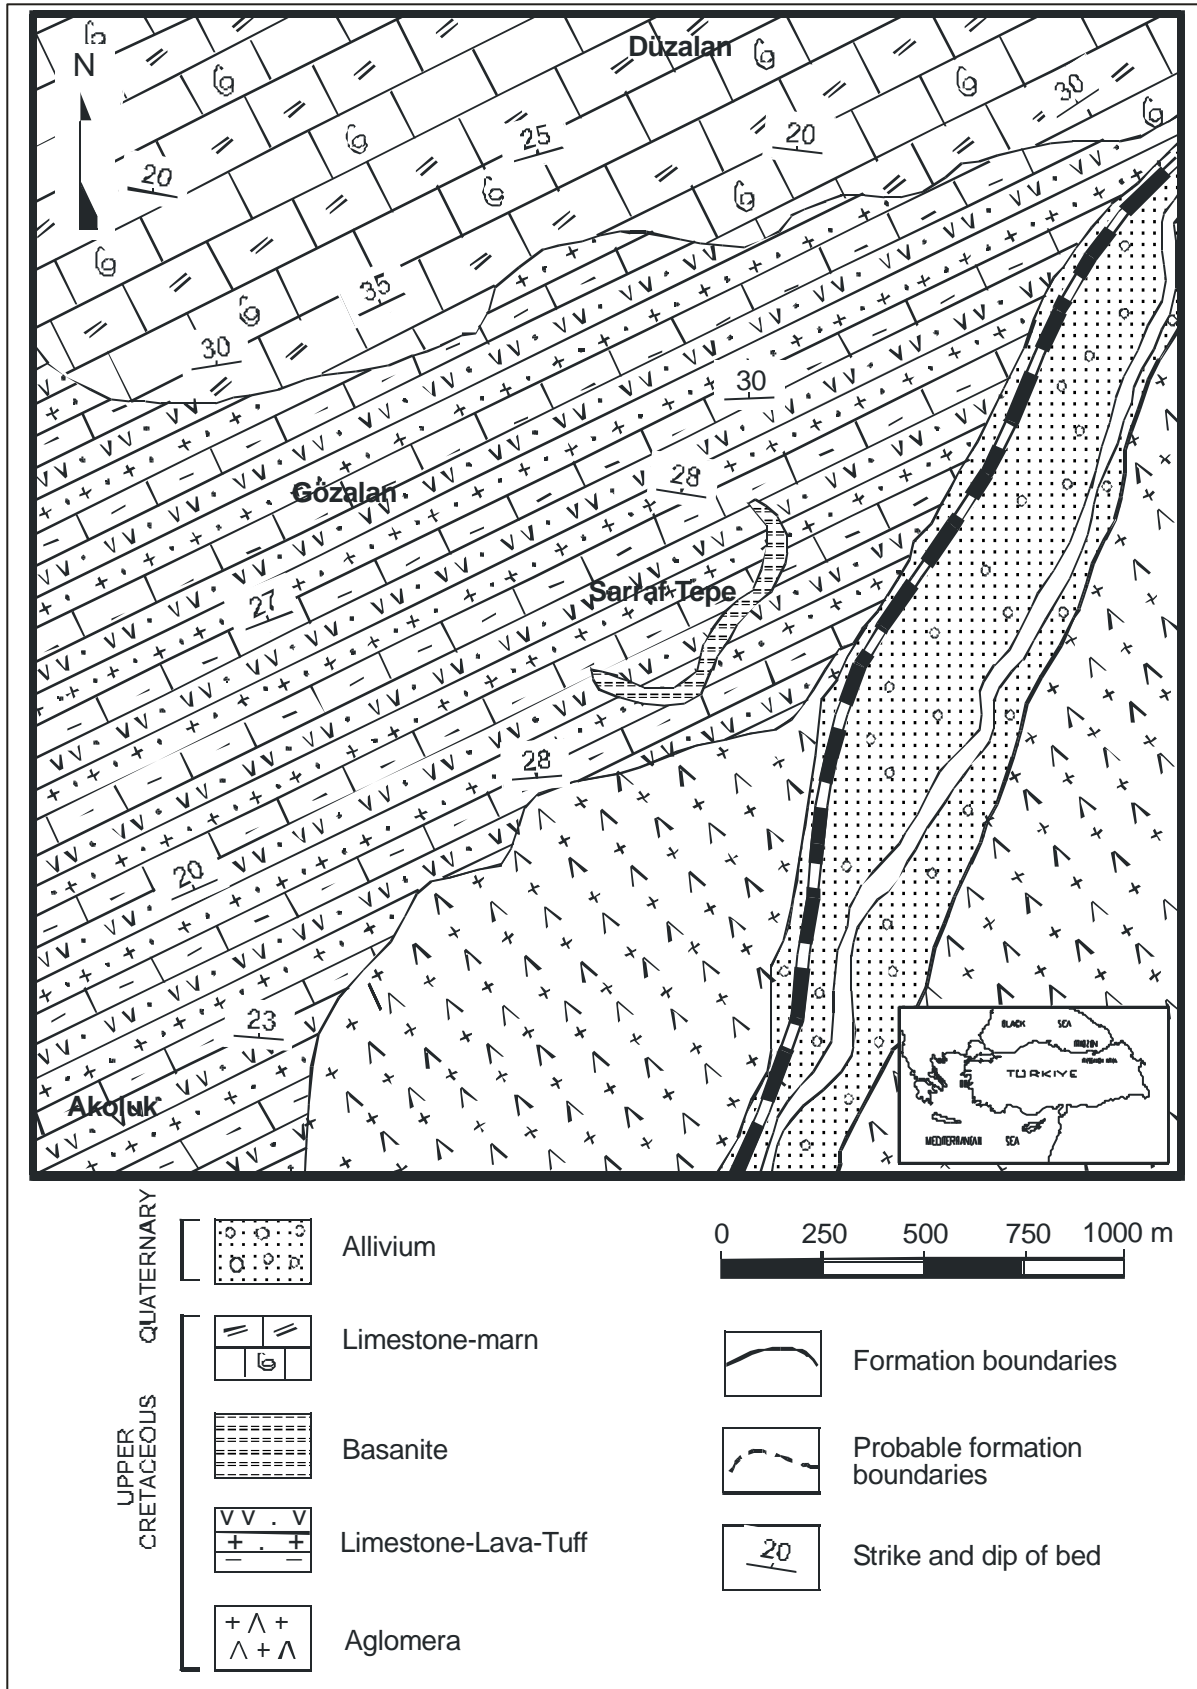 Düzalan
N
30
25
20
20
35
30
30
28
Gözalan
27
Sarraf Tepe
28
20
23
Akoluk
BLACK SEA
TÜRKİYE
MEDITERRANEAN SEA
QUATERNARY
Allivium
0 250 500 750 1000 m
Limestone-marn
Formation boundaries
UPPER
CRETACEOUS
Basanite
Probable formation
boundaries
Limestone-Lava-Tuff
20
Strike and dip of bed
Aglomera